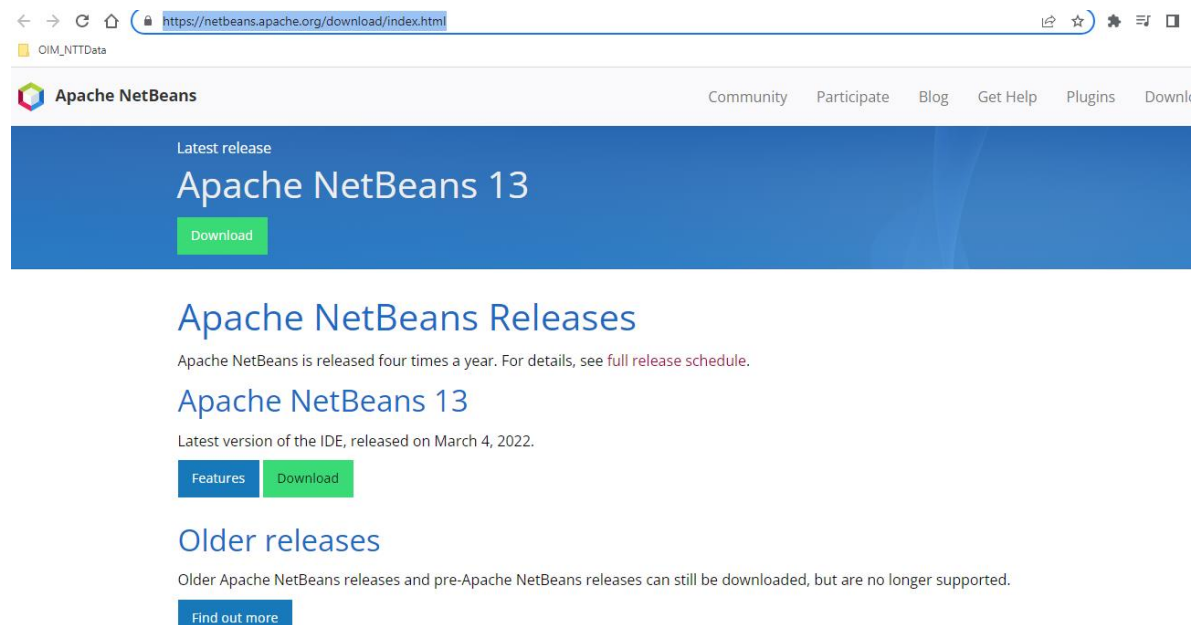 https://netbeans.apache.org/download/index.html
OIM_NTTData
Apache NetBeans Community Participate Blog Get Help Plugins
Latest release
Apache NetBeans 13
Download
Apache NetBeans Releases
Apache NetBeans is released four times a year. For details, see full release schedule.
Apache NetBeans 13
Latest version of the IDE, released on March 4, 2022.
Features Download
Older releases
Older Apache NetBeans releases and pre-Apache NetBeans releases can still be downloaded, but are no longer supported.
Find out more